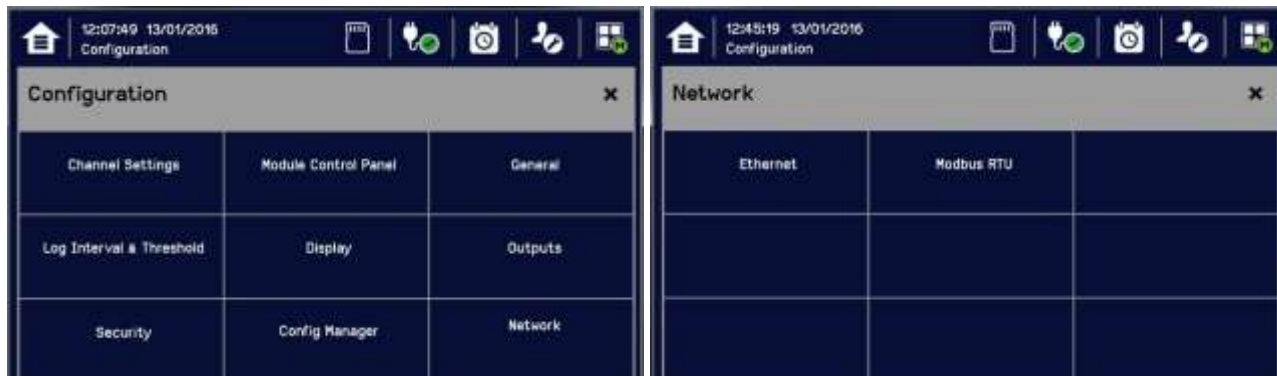 12:07:49 13/01/2016
Configuration
Configuration
×
Channel Settings
Module Control Panel
General
Log Interval & Threshold
Display
Outputs
Security
Config Manager
Network
12:45:19 13/01/2016
Configuration
Network
×
Ethernet
Modbus RTU